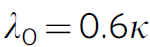 λ₀ = 0.6κ